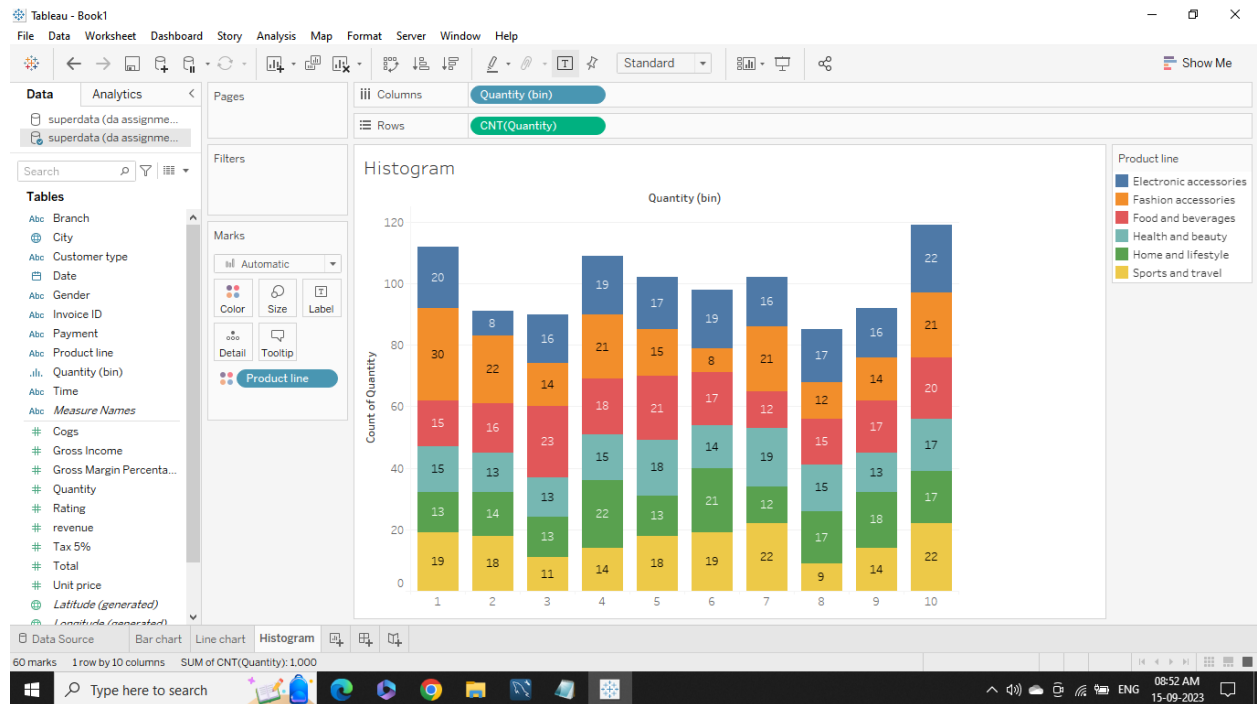 Tableau - Book1
File Data Worksheet Dashboard Story Analysis Map Format Server Window Help
Standard
Show Me
Data Analytics
superdata (da assignme...
superdata (da assignme...
Search
Tables
Abc Branch
City
Abc Customer type
Date
Abc Gender
Abc Invoice ID
Abc Payment
Abc Product line
Quantity (bin)
Abc Time
Abc Measure Names
# Cogs
# Gross Income
# Gross Margin Percenta...
# Quantity
# Rating
# revenue
# Tax 5%
# Total
# Unit price
Latitude (generated)
Longitude (generated)
Pages
Filters
Marks
Automatic
Color Size Label
Detail Tooltip
Product line
Columns Quantity (bin)
Rows CNT(Quantity)
Histogram
Quantity (bin)
Count of Quantity
120
100
80
60
40
20
0
20 30 15 15 13 19
8 22 16 13 14 18
16 14 23 13 13 11
19 21 18 15 22 14
17 15 21 18 13 18
19 8 17 14 21 19
16 21 12 19 12 22
17 12 15 15 17 9
16 14 17 13 18 14
22 21 20 17 17 22
1 2 3 4 5 6 7 8 9 10
Product line
Electronic accessories
Fashion accessories
Food and beverages
Health and beauty
Home and lifestyle
Sports and travel
Data Source Bar chart Line chart Histogram
60 marks 1 row by 10 columns SUM of CNT(Quantity): 1,000
Type here to search
ENG
08:52 AM
15-09-2023